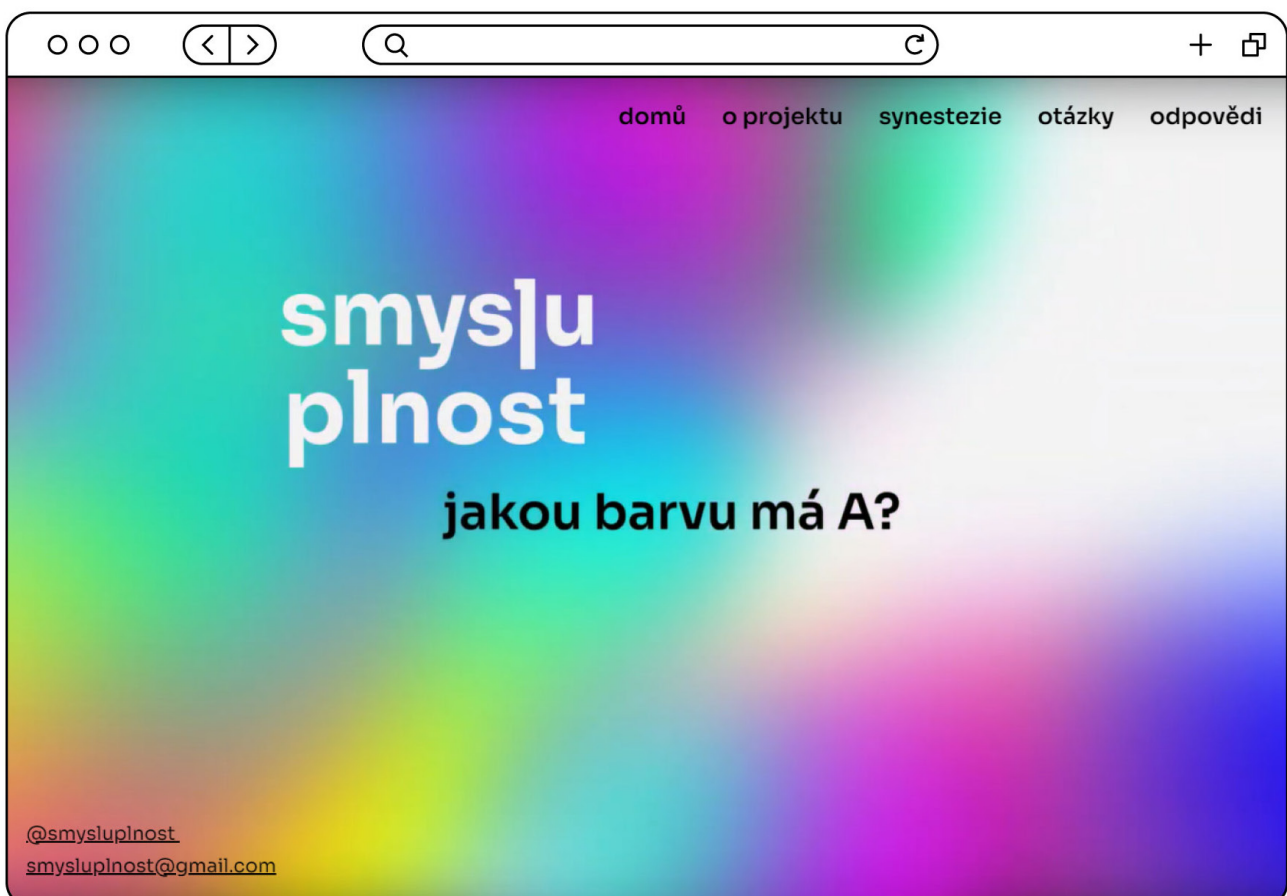 domů o projektu synestezie otázky odpovědi
smyslu
plnost
jakou barvu má A?
@smysluplnost
smysluplnost@gmail.com